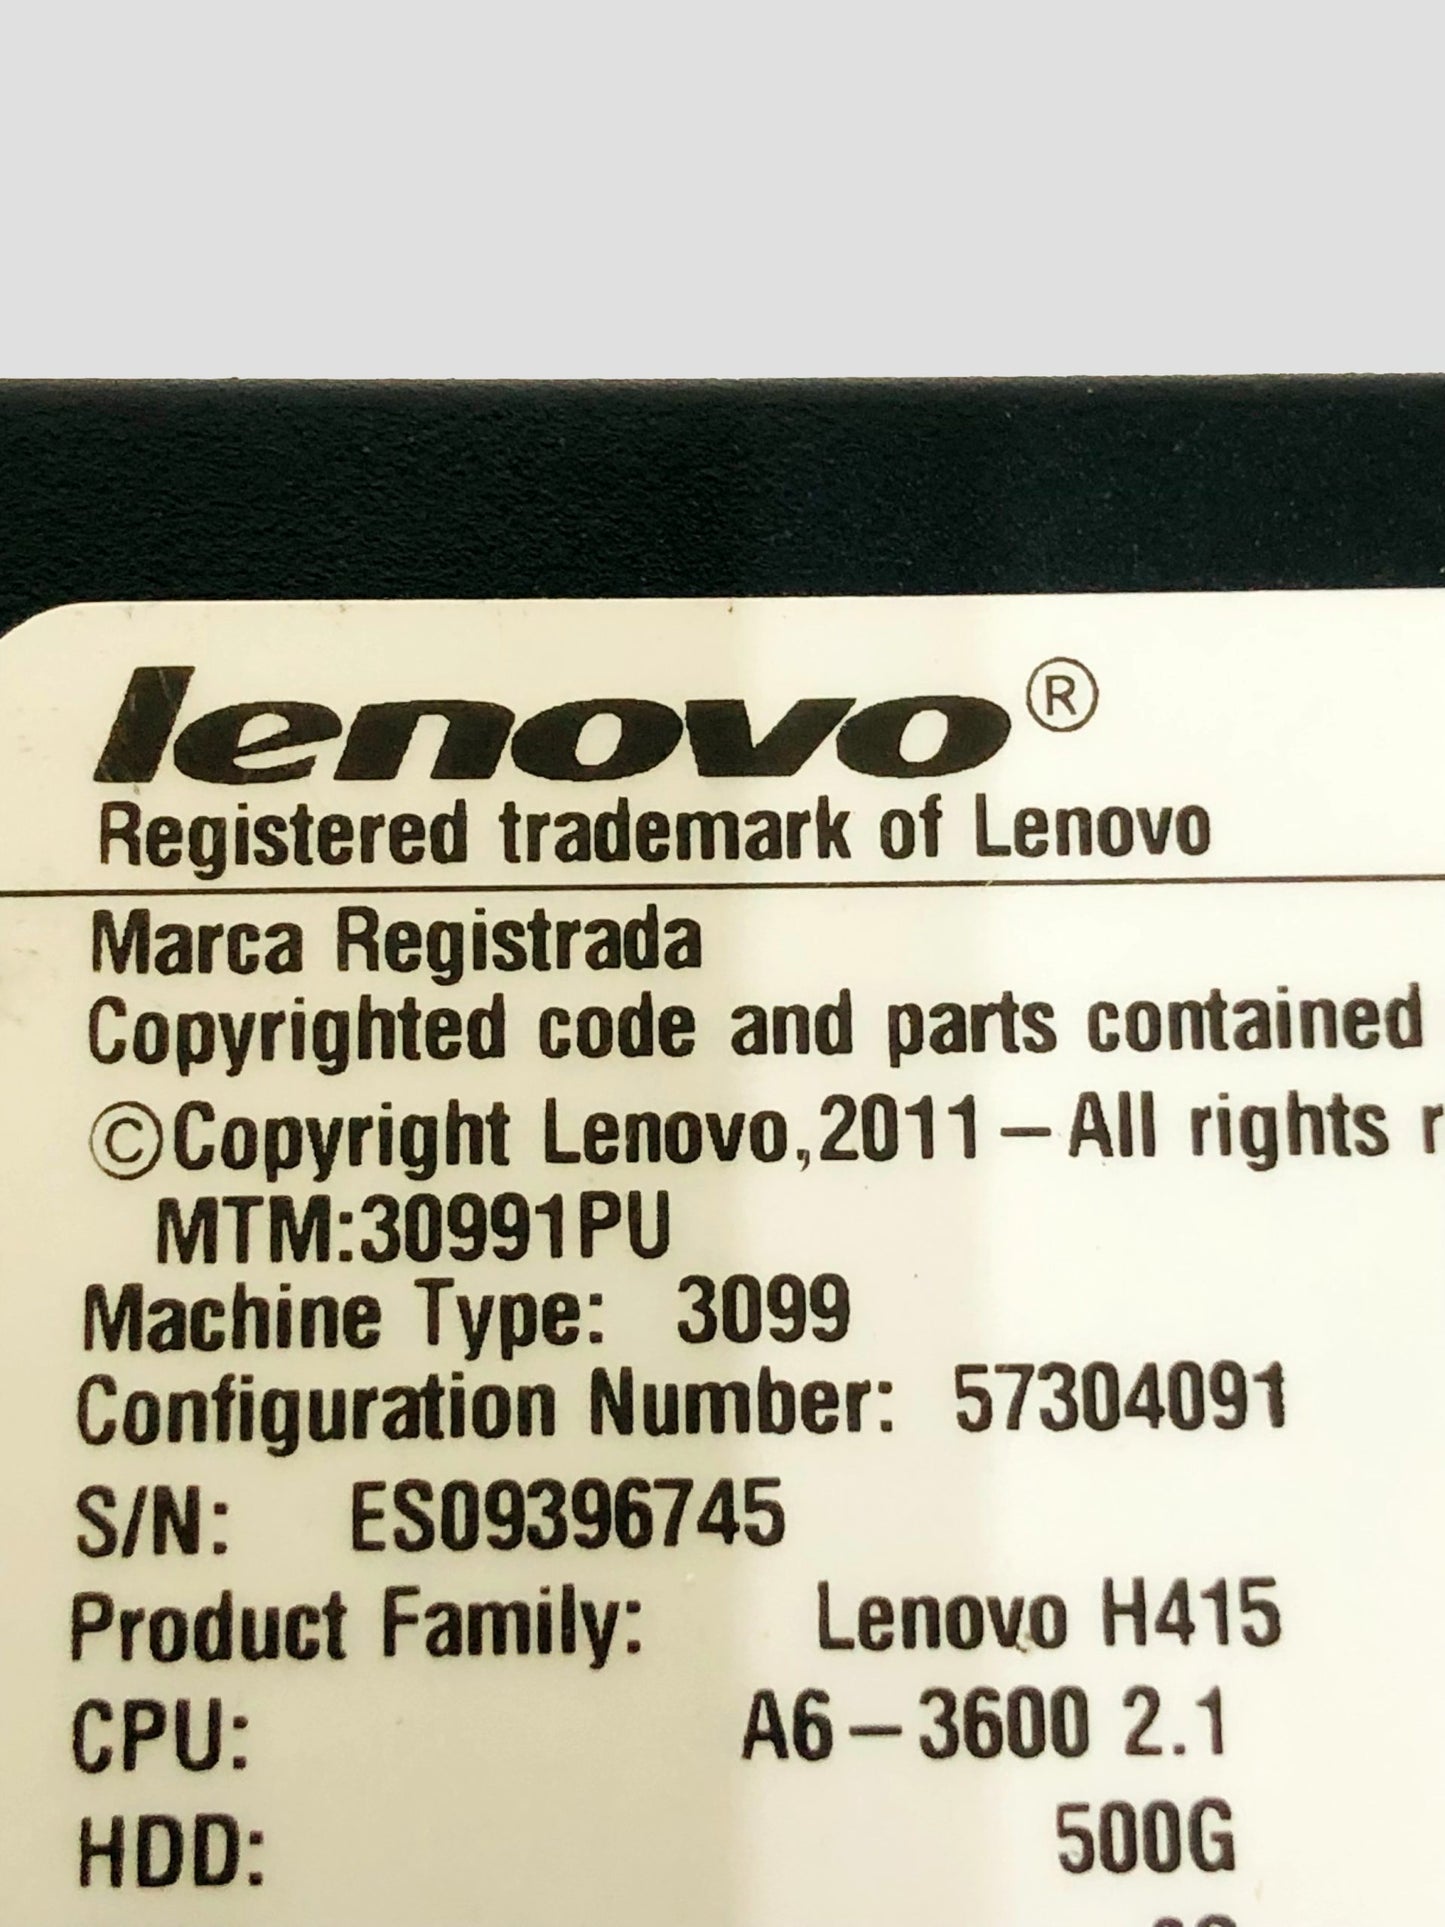 lenovo®
Registered trademark of Lenovo
Marca Registrada
Copyrighted code and parts contained
©Copyright Lenovo,2011–All rights
MTM:30991PU
Machine Type: 3099
Configuration Number: 57304091
S/N: ES09396745
Product Family: Lenovo H415
CPU: A6–3600 2.1
HDD: 500G